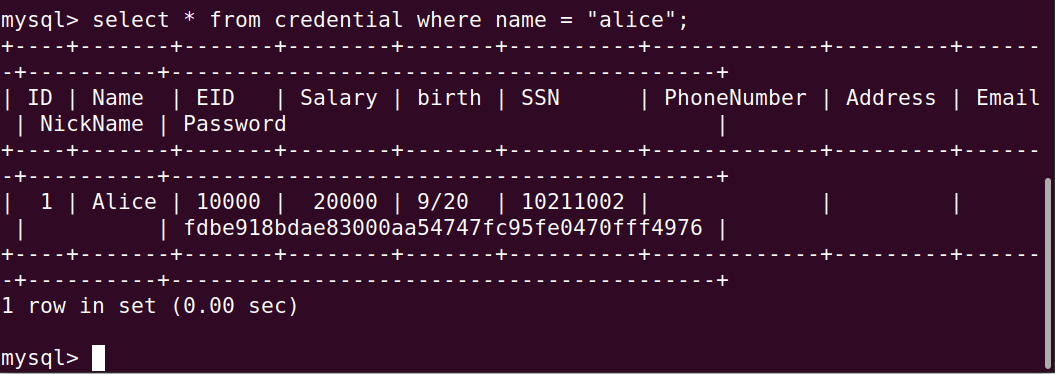 mysql> select * from credential where name = "alice";
+----+-------+-------+--------+-------+----------+-------------+---------+------
-+----------+------------------------------------------+
| ID | Name  | EID   | Salary | birth | SSN      | PhoneNumber | Address | Email
 | NickName | Password                                 |
+----+-------+-------+--------+-------+----------+-------------+---------+------
-+----------+------------------------------------------+
|  1 | Alice | 10000 |  20000 | 9/20  | 10211002 |             |         |
 |          | fdbe918bdae83000aa54747fc95fe0470fff4976 |
+----+-------+-------+--------+-------+----------+-------------+---------+------
-+----------+------------------------------------------+
1 row in set (0.00 sec)
mysql>